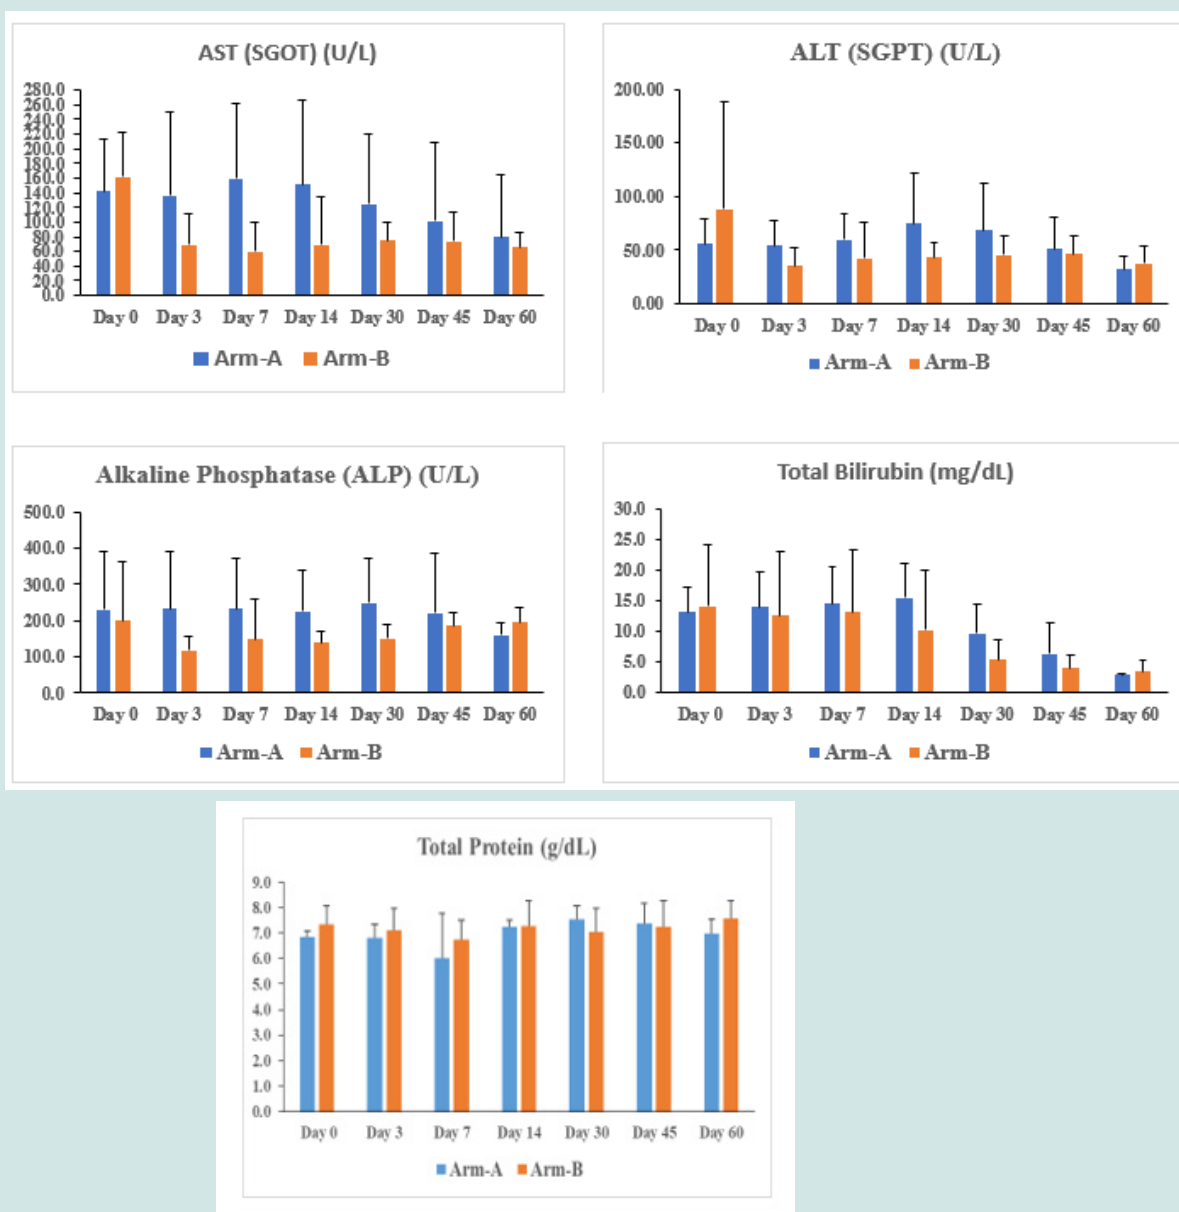 AST (SGOT) (U/L)
280.0
260.0
240.0
220.0
200.0
180.0
160.0
140.0
120.0
100.0
80.0
60.0
40.0
20.0
0.0
Day 0 Day 3 Day 7 Day 14 Day 30 Day 45 Day 60
Arm-A Arm-B
ALT (SGPT) (U/L)
200.00
150.00
100.00
50.00
0.00
Day 0 Day 3 Day 7 Day 14 Day 30 Day 45 Day 60
Arm-A Arm-B
Alkaline Phosphatase (ALP) (U/L)
500.0
400.0
300.0
200.0
100.0
0.0
Day 0 Day 3 Day 7 Day 14 Day 30 Day 45 Day 60
Arm-A Arm-B
Total Bilirubin (mg/dL)
30.0
25.0
20.0
15.0
10.0
5.0
0.0
Day 0 Day 3 Day 7 Day 14 Day 30 Day 45 Day 60
Arm-A Arm-B
Total Protein (g/dL)
9.0
8.0
7.0
6.0
5.0
4.0
3.0
2.0
1.0
0.0
Day 0 Day 3 Day 7 Day 14 Day 30 Day 45 Day 60
Arm-A Arm-B